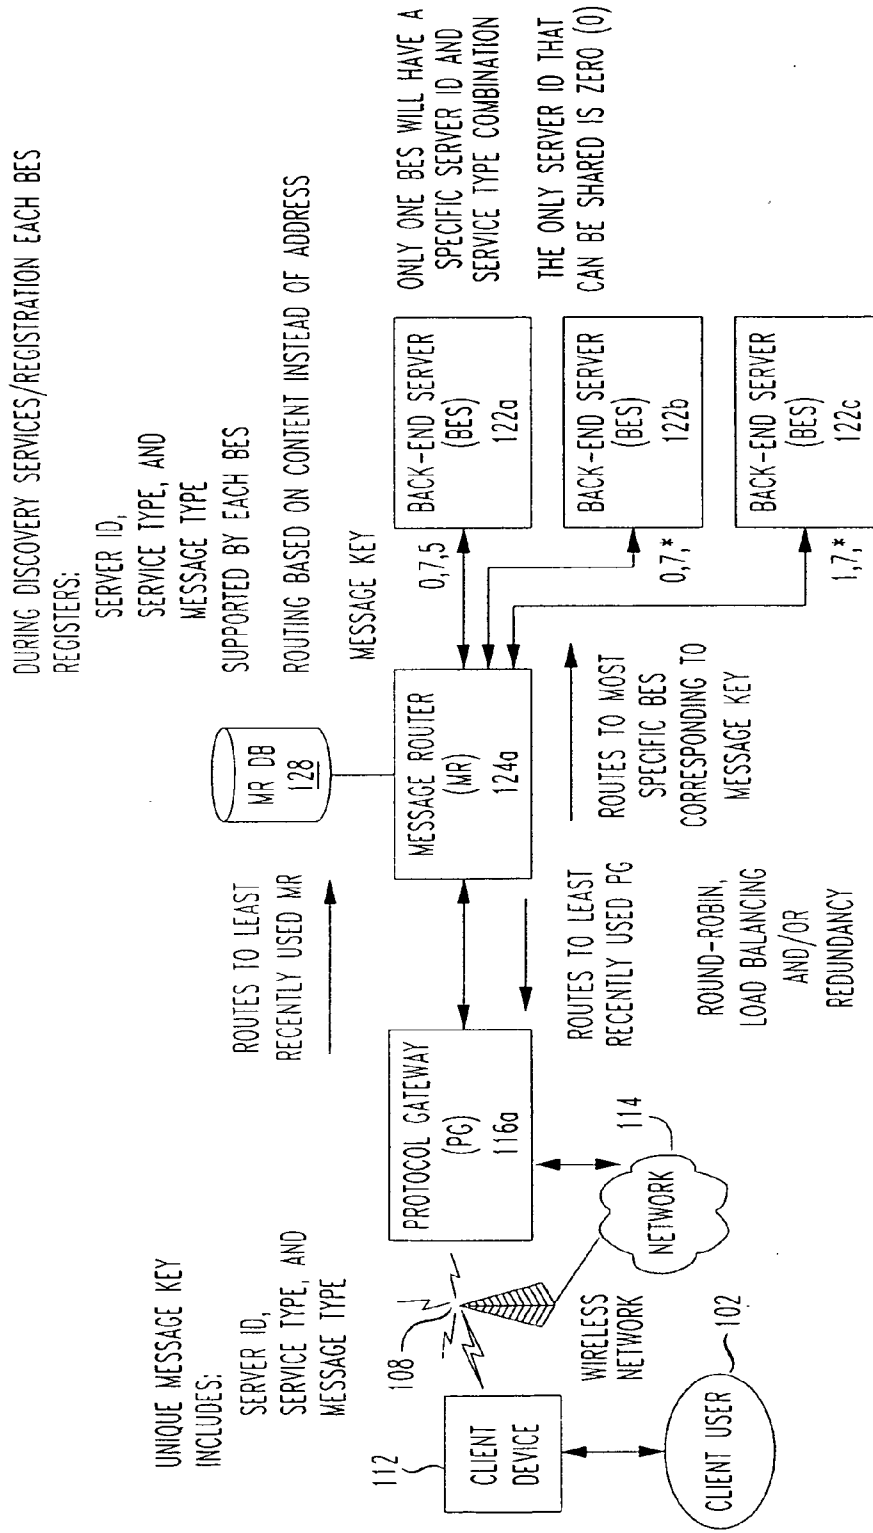 DURING DISCOVERY SERVICES/REGISTRATION EACH BES
REGISTERS:
SERVER ID,
SERVICE TYPE, AND
MESSAGE TYPE
SUPPORTED BY EACH BES
ROUTING BASED ON CONTENT INSTEAD OF ADDRESS
UNIQUE MESSAGE KEY
INCLUDES:
SERVER ID,
SERVICE TYPE, AND
MESSAGE TYPE
ROUTES TO LEAST
RECENTLY USED MR
MR DB
128
MESSAGE KEY
112
CLIENT
DEVICE
108
WIRELESS
NETWORK
CLIENT USER
102
NETWORK
114
PROTOCOL GATEWAY
(PG)
116a
MESSAGE ROUTER
(MR)
124a
ROUTES TO LEAST
RECENTLY USED PG
ROUTES TO MOST
SPECIFIC BES
CORRESPONDING TO
MESSAGE KEY
ROUND-ROBIN,
LOAD BALANCING
AND/OR
REDUNDANCY
0,7,5
BACK-END SERVER
(BES)
122a
0,7,*
BACK-END SERVER
(BES)
122b
1,7,*
BACK-END SERVER
(BES)
122c
ONLY ONE BES WILL HAVE A
SPECIFIC SERVER ID AND
SERVICE TYPE COMBINATION
THE ONLY SERVER ID THAT
CAN BE SHARED IS ZERO (0)